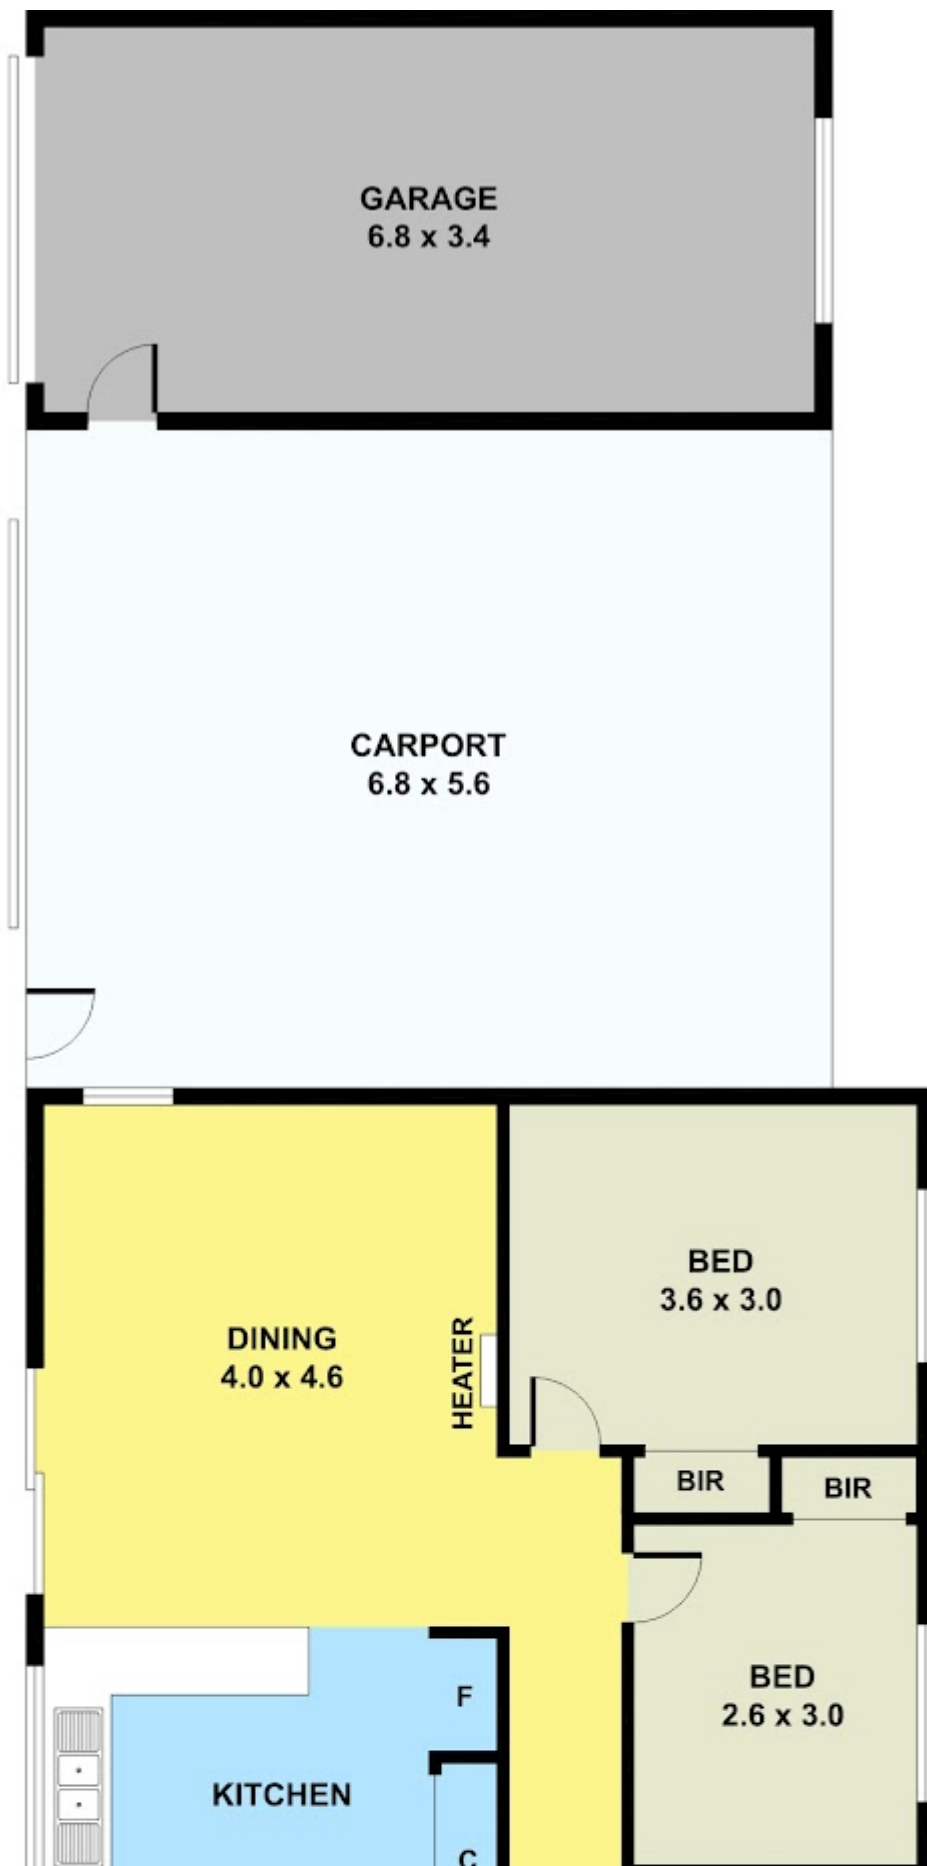 GARAGE
6.8 x 3.4
CARPORT
6.8 x 5.6
BED
3.6 x 3.0
DINING
4.0 x 4.6
HEATER
BIR
BIR
BED
2.6 x 3.0
F
KITCHEN
C